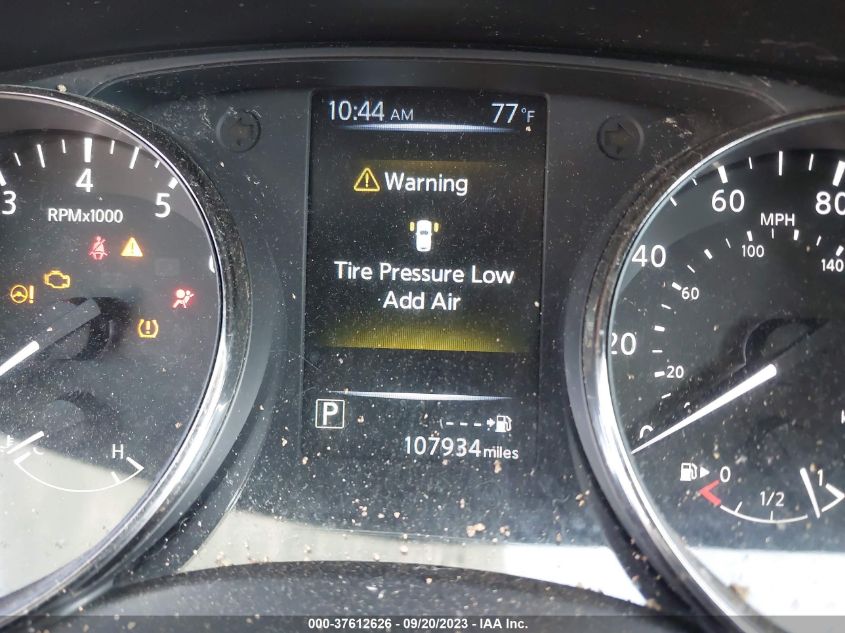 10:44 AM 77°F
Warning
Tire Pressure Low
Add Air
P
107934 miles
3 4 5
RPMx1000
H
20 40 60 80
MPH
20 60 100 140
0 1/2 1
000-37612626 - 09/20/2023 - IAA Inc.